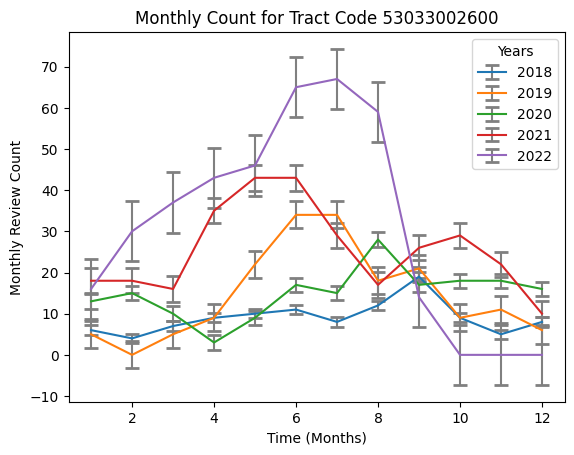 Monthly Count for Tract Code 53033002600
Years
2018
2019
2020
2021
2022
Monthly Review Count
70
60
50
40
30
20
10
0
−10
2 4 6 8 10 12
Time (Months)